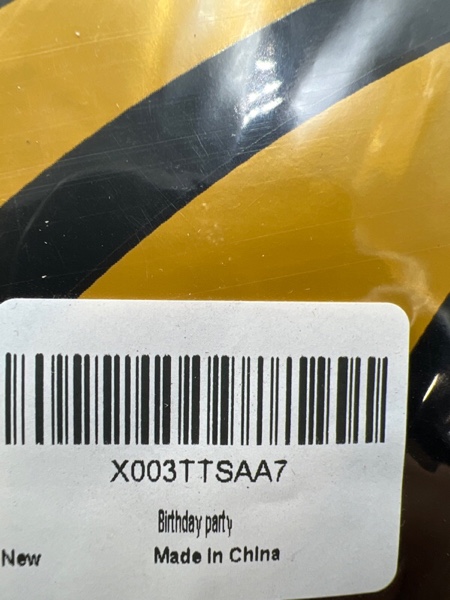 X003TTSAA7
Birthday party
New Made In China